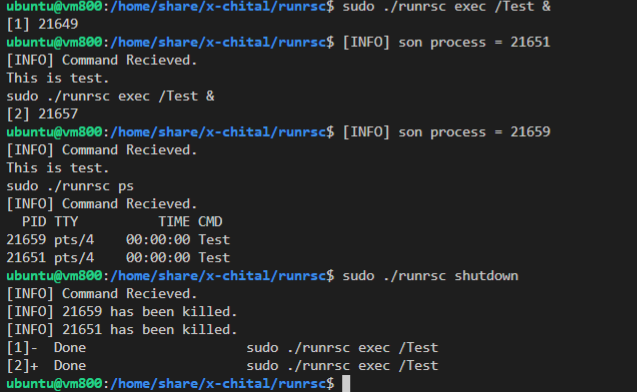 ubuntu@vm800:/home/share/x-chital/runrsc$ sudo ./runrsc exec /Test &
[1] 21649
ubuntu@vm800:/home/share/x-chital/runrsc$ [INFO] son process = 21651
[INFO] Command Recieved.
This is test.
sudo ./runrsc exec /Test &
[2] 21657
ubuntu@vm800:/home/share/x-chital/runrsc$ [INFO] son process = 21659
[INFO] Command Recieved.
This is test.
sudo ./runrsc ps
[INFO] Command Recieved.
  PID TTY          TIME CMD
21659 pts/4    00:00:00 Test
21651 pts/4    00:00:00 Test
ubuntu@vm800:/home/share/x-chital/runrsc$ sudo ./runrsc shutdown
[INFO] Command Recieved.
[INFO] 21659 has been killed.
[INFO] 21651 has been killed.
[1]-  Done                    sudo ./runrsc exec /Test
[2]+  Done                    sudo ./runrsc exec /Test
ubuntu@vm800:/home/share/x-chital/runrsc$